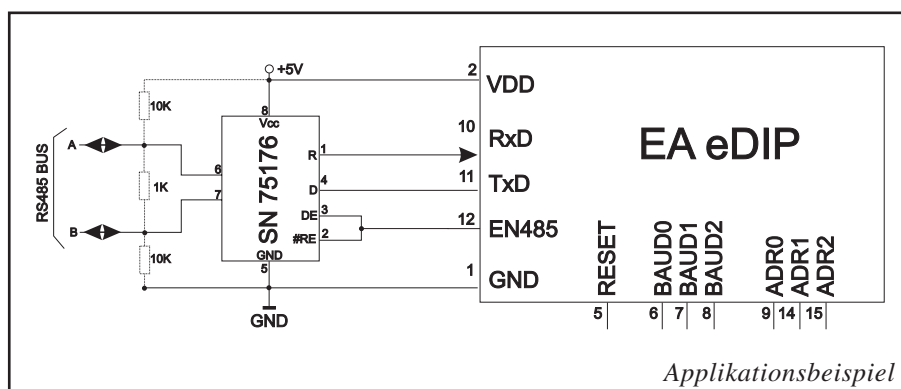 +5V
2
VDD
10K
8
Vcc
10
RxD
EA eDIP
RS485 BUS
A
6
R
1
11
TxD
1K
SN 75176
D
4
7
DE
3
12
EN485
B
#RE
2
10K
GND
5
1
GND
GND
RESET
BAUD0
BAUD1
BAUD2
ADR0
ADR1
ADR2
5
6
7
8
9
14
15
Applikationsbeispiel